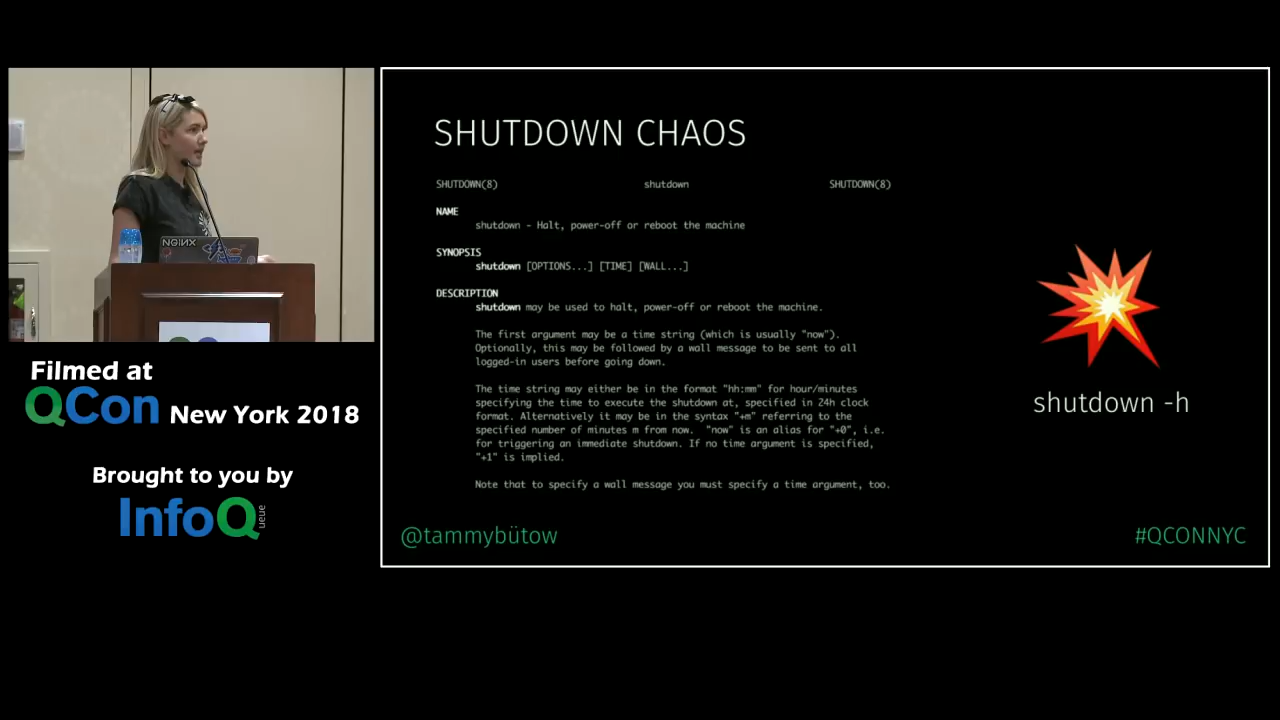 NGINX
Filmed at
QCon New York 2018
Brought to you by
InfoQ
queue
SHUTDOWN CHAOS
SHUTDOWN(8) shutdown SHUTDOWN(8)
NAME
shutdown - Halt, power-off or reboot the machine
SYNOPSIS
shutdown [OPTIONS...] [TIME] [WALL...]
DESCRIPTION
shutdown may be used to halt, power-off or reboot the machine.
The first argument may be a time string (which is usually "now").
Optionally, this may be followed by a wall message to be sent to all
logged-in users before going down.
The time string may either be in the format "hh:mm" for hour/minutes
specifying the time to execute the shutdown at, specified in 24h clock
format. Alternatively it may be in the syntax "+m" referring to the
specified number of minutes m from now. "now" is an alias for "+0", i.e.
for triggering an immediate shutdown. If no time argument is specified,
"+1" is implied.
Note that to specify a wall message you must specify a time argument, too.
shutdown -h
@tammybütow
#QCONNYC